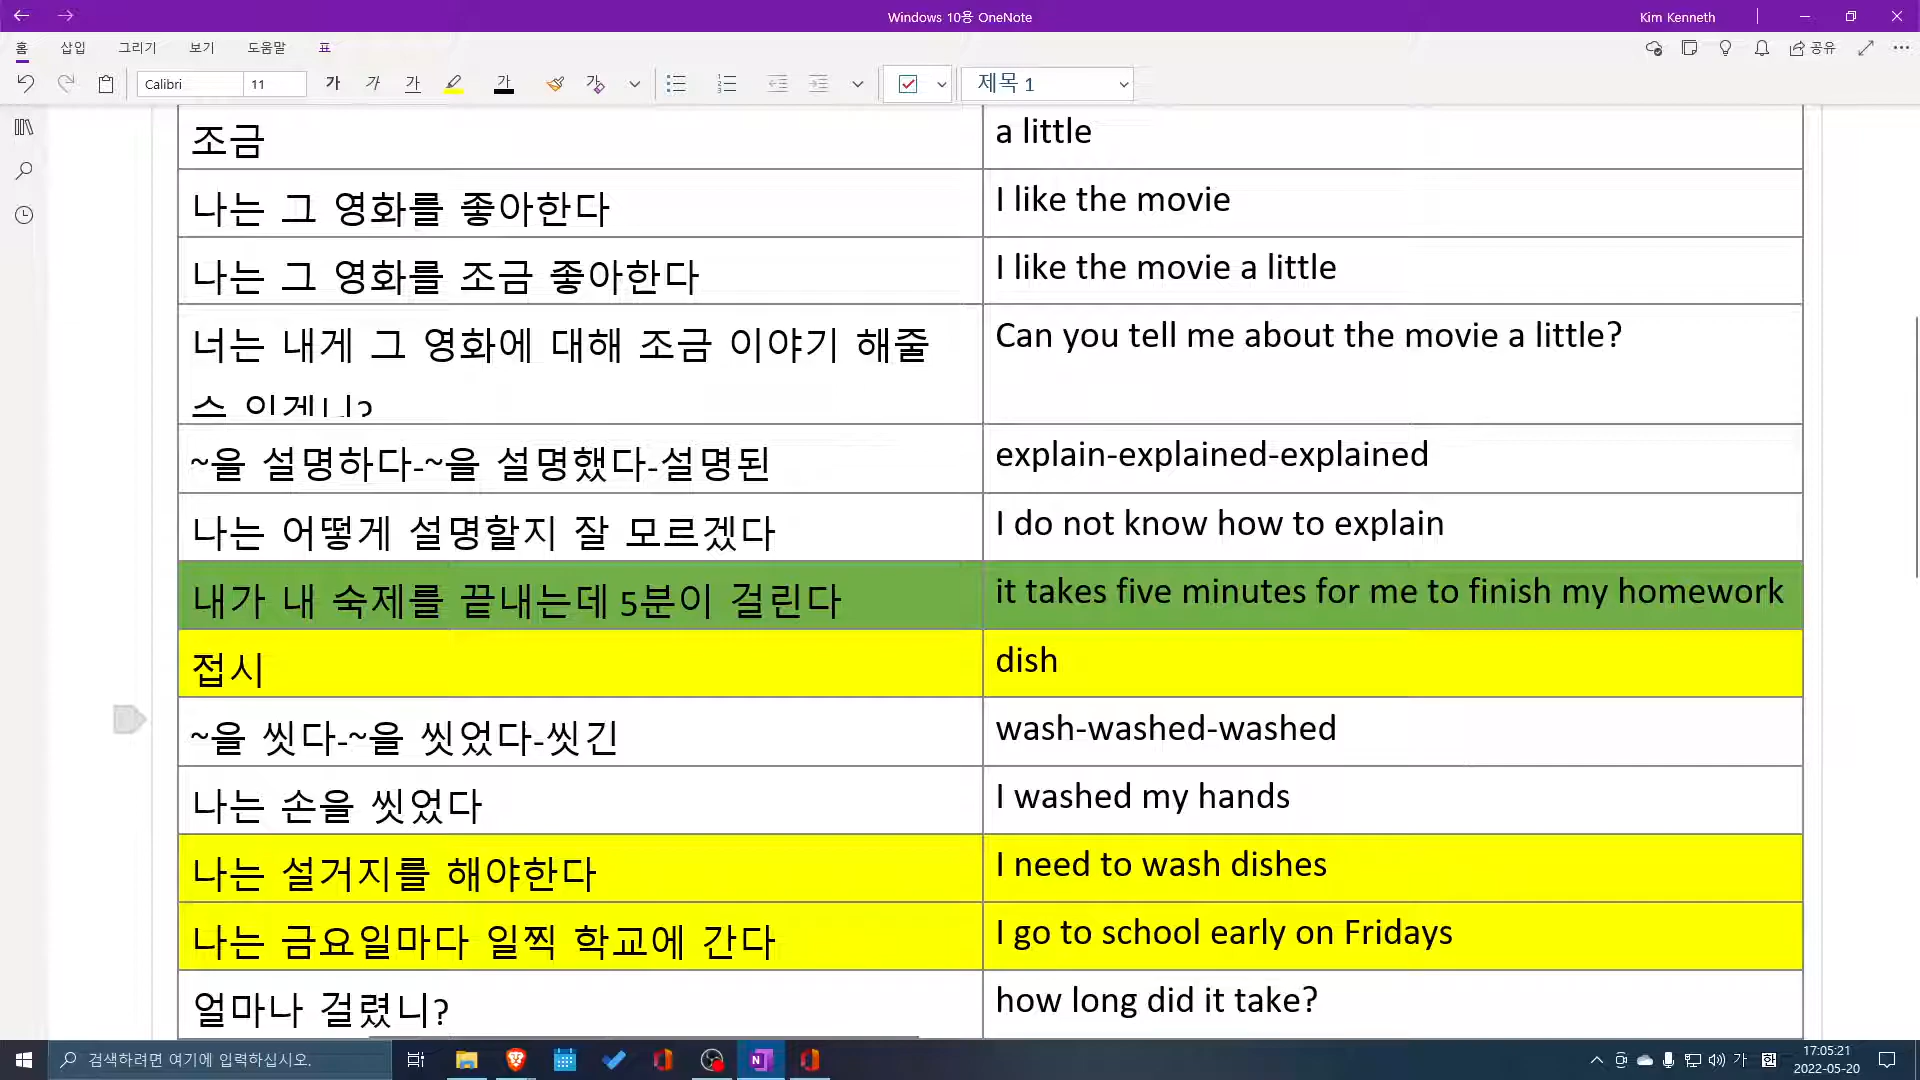 Windows 10용 OneNote
Kim Kenneth
홈 삽입 그리기 보기 도움말 표
공유
Calibri 11 가 가 가 가 제목 1
조금 a little
나는 그 영화를 좋아한다 I like the movie
나는 그 영화를 조금 좋아한다 I like the movie a little
너는 내게 그 영화에 대해 조금 이야기 해줄 Can you tell me about the movie a little?
~을 설명하다-~을 설명했다-설명된 explain-explained-explained
나는 어떻게 설명할지 잘 모르겠다 I do not know how to explain
내가 내 숙제를 끝내는데 5분이 걸린다 it takes five minutes for me to finish my homework
접시 dish
~을 씻다-~을 씻었다-씻긴 wash-washed-washed
나는 손을 씻었다 I washed my hands
나는 설거지를 해야한다 I need to wash dishes
나는 금요일마다 일찍 학교에 간다 I go to school early on Fridays
얼마나 걸렸니? how long did it take?
검색하려면 여기에 입력하십시오.
가 한 17:05:21
2022-05-20